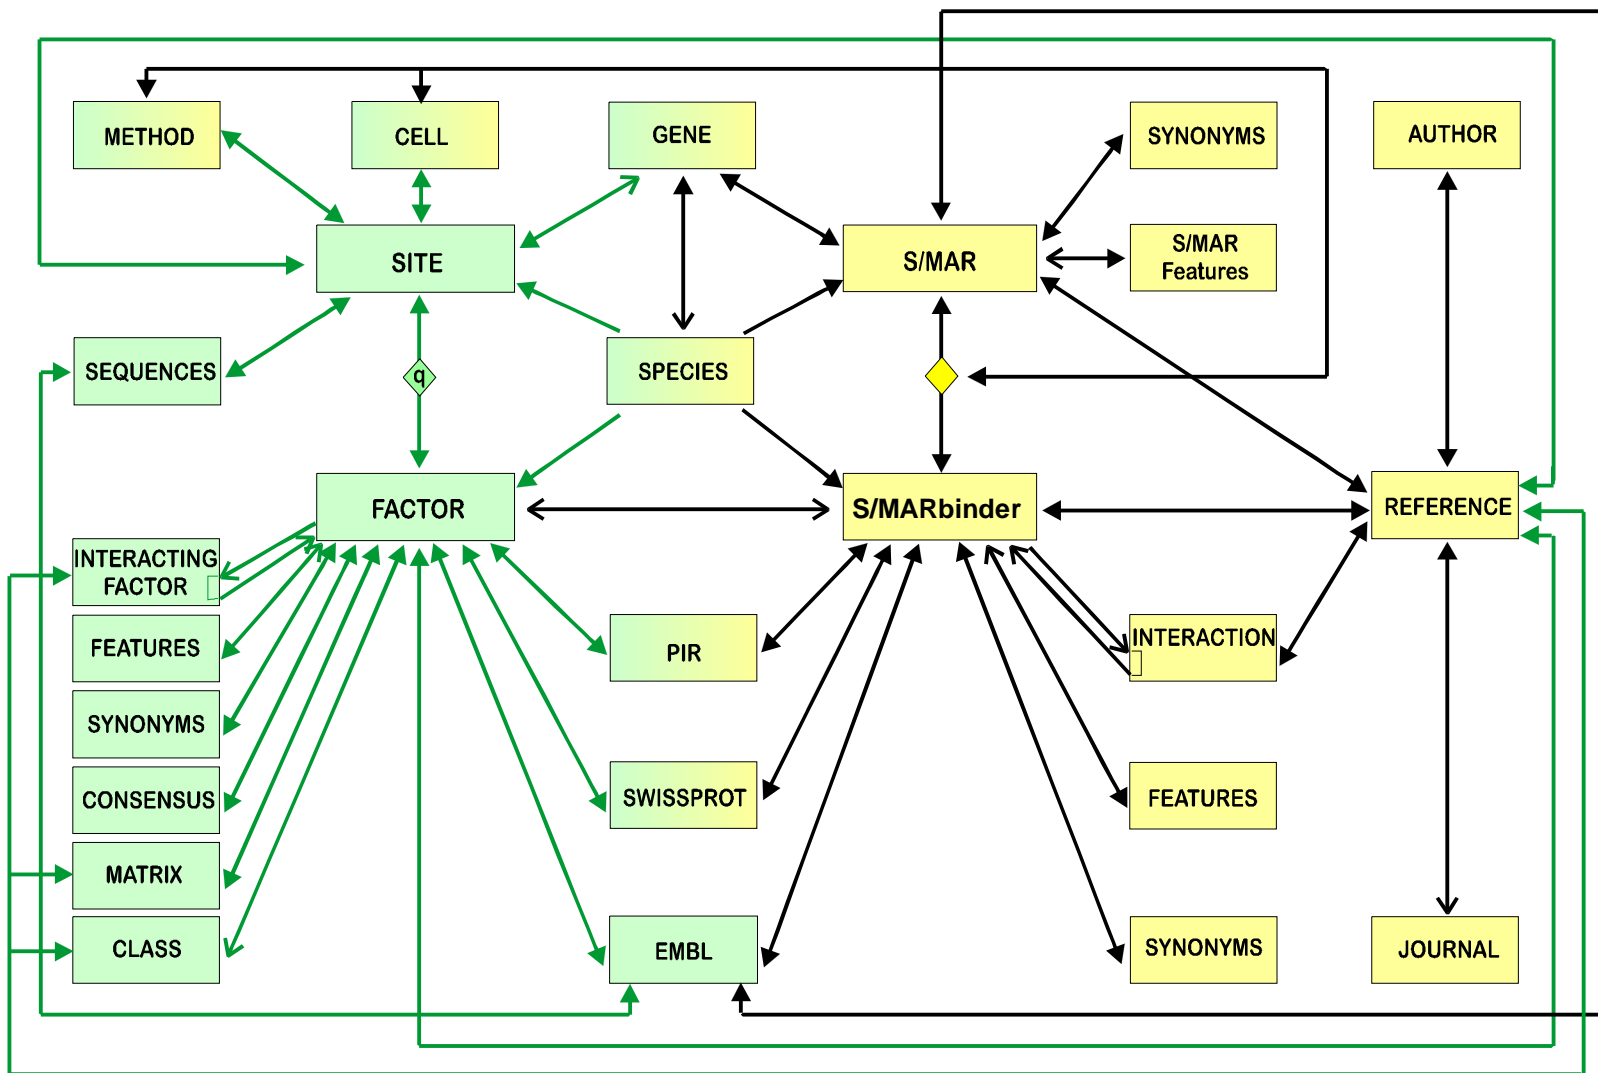 METHOD
CELL
GENE
SYNONYMS
AUTHOR
SITE
S/MAR
S/MAR
Features
SEQUENCES
q
SPECIES
FACTOR
S/MARbinder
REFERENCE
INTERACTING
FACTOR
FEATURES
PIR
INTERACTION
SYNONYMS
CONSENSUS
SWISSPROT
FEATURES
MATRIX
CLASS
EMBL
SYNONYMS
JOURNAL